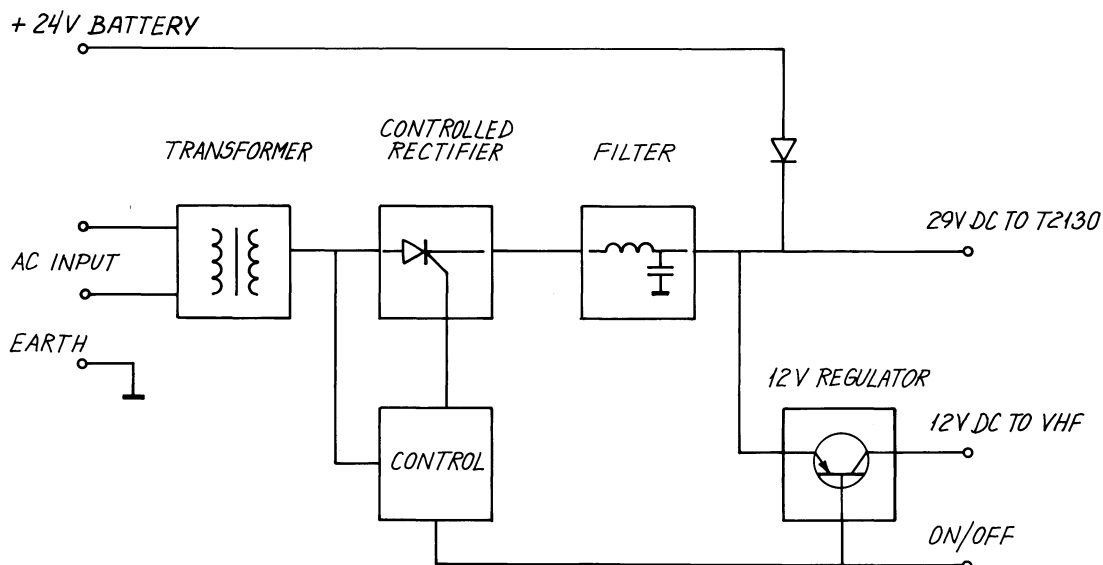 + 24V BATTERY
TRANSFORMER
CONTROLLED
RECTIFIER
FILTER
29V DC TO T2130
AC INPUT
EARTH
12V REGULATOR
12V DC TO VHF
CONTROL
ON/OFF